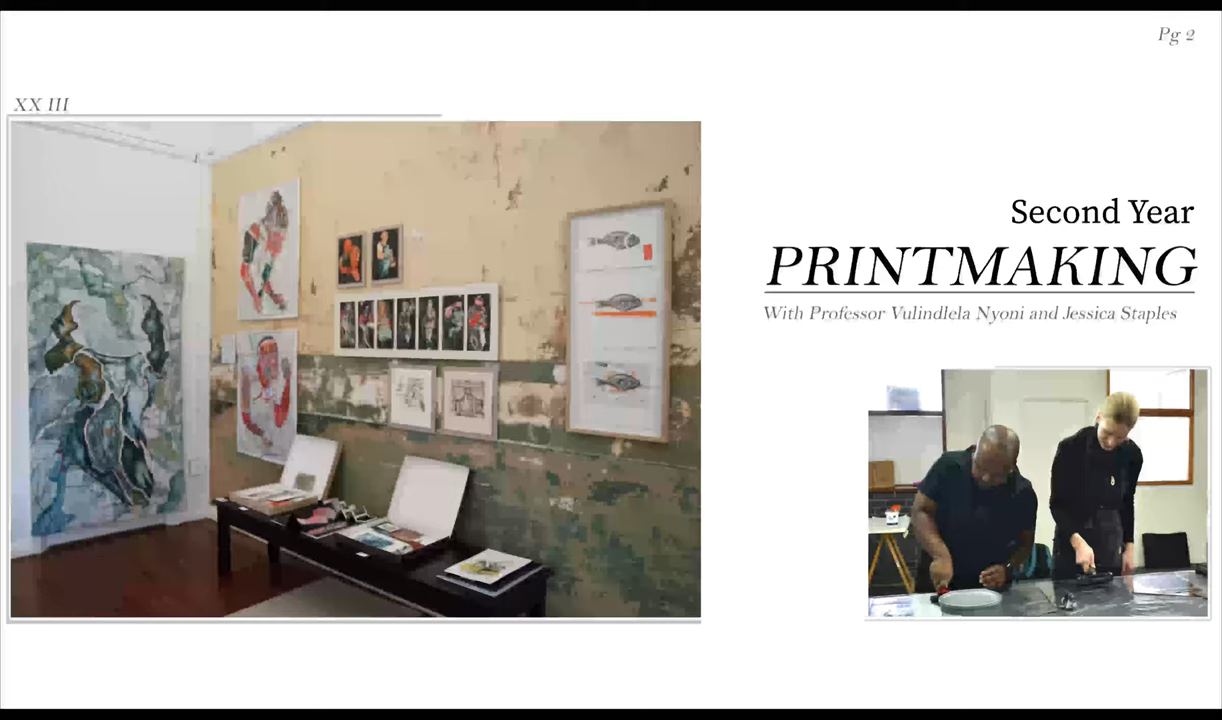 Pg 2
XX III
Second Year
PRINTMAKING
With Professor Vulindlela Nyoni and Jessica Staples